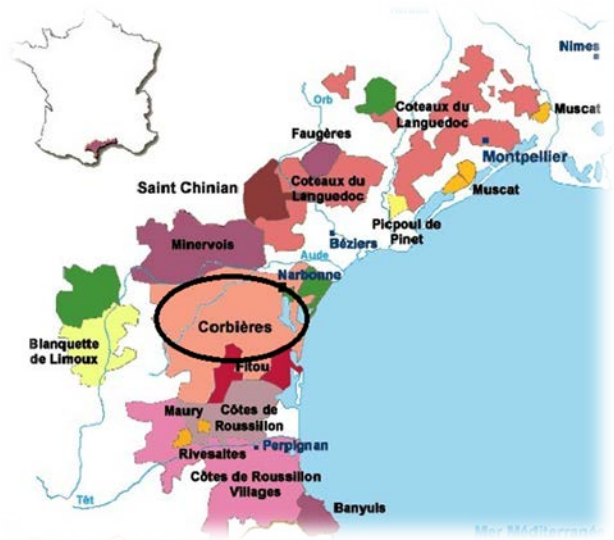 Nimes
Orb
Coteaux du
Languedoc
Muscat
Faugères
Montpellier
Saint Chinian
Coteaux du
Languedoc
Muscat
Picpoul de
Pinet
Minervois
Béziers
Aude
Narbonne
Corbières
Blanquette
de Limoux
Fitou
Maury
Côtes de
Roussillon
Rivesaltes
Perpignan
Côtes de Roussillon
Villages
Têt
Banyuls
Mer Méditerranée